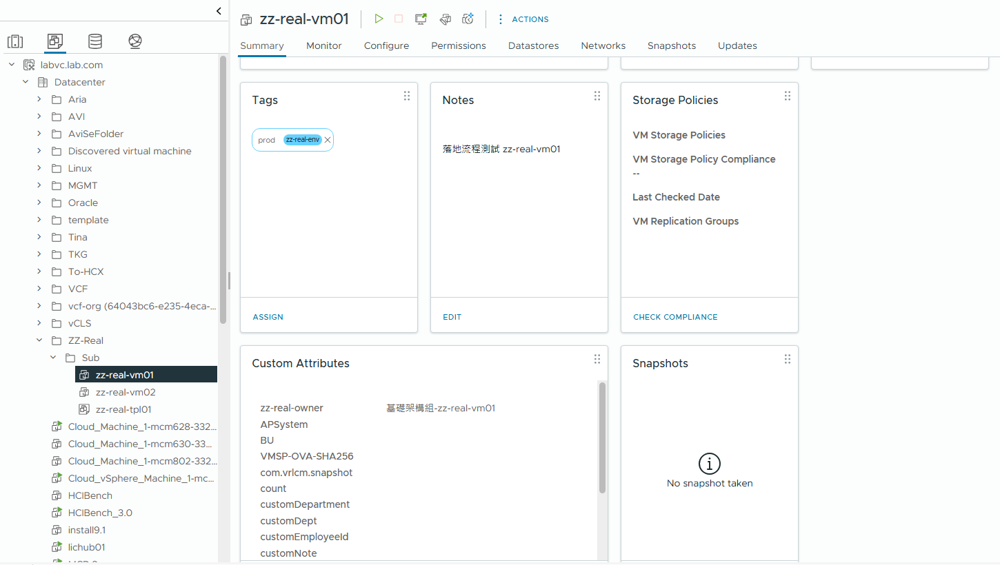 zz-real-vm01
ACTIONS
Summary
Monitor
Configure
Permissions
Datastores
Networks
Snapshots
Updates
labvc.lab.com
Datacenter
Aria
AVI
AviSeFolder
Discovered virtual machine
Linux
MGMT
Oracle
template
Tina
TKG
To-HCX
VCF
vcf-org (64043bc6-e235-4eca-...
vCLS
ZZ-Real
Sub
zz-real-vm01
zz-real-vm02
zz-real-tpl01
Cloud_Machine_1-mcm628-332...
Cloud_Machine_1-mcm630-33...
Cloud_Machine_1-mcm802-332...
Cloud_vSphere_Machine_1-mc...
HCIBench
HCIBench_3.0
install9.1
lichub01
Tags
prod zz-real-env
ASSIGN
Notes
落地流程測試 zz-real-vm01
EDIT
Storage Policies
VM Storage Policies
VM Storage Policy Compliance
--
Last Checked Date
VM Replication Groups
CHECK COMPLIANCE
Custom Attributes
zz-real-owner 基礎架構組-zz-real-vm01
APSystem
BU
VMSP-OVA-SHA256
com.vrlcm.snapshot
count
customDepartment
customDept
customEmployeeId
customNote
Snapshots
No snapshot taken